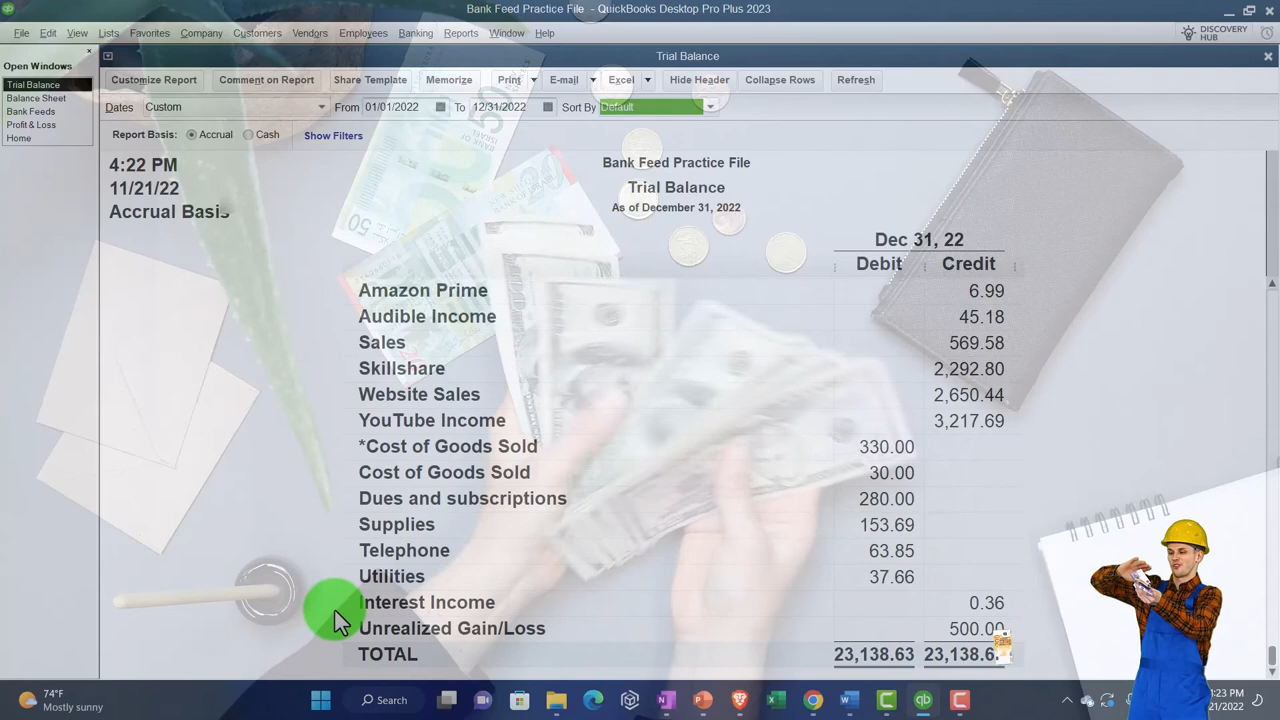 Bank Feed Practice File - QuickBooks Desktop Pro Plus 2023
File Edit View Lists Favorites Company Customers Vendors Employees Banking Reports Window Help
DISCOVERY HUB
Open Windows
Trial Balance
Balance Sheet
Bank Feeds
Profit & Loss
Home
Trial Balance
Customize Report Comment on Report Share Template Memorize Print E-mail Excel Hide Header Collapse Rows Refresh
Dates Custom From 01/01/2022 To 12/31/2022 Sort By Default
Report Basis: Accrual Cash Show Filters
4:22 PM
11/21/22
Accrual Basis
Bank Feed Practice File
Trial Balance
As of December 31, 2022
Dec 31, 22
Debit Credit
Amazon Prime 6.99
Audible Income 45.18
Sales 569.58
Skillshare 2,292.80
Website Sales 2,650.44
YouTube Income 3,217.69
*Cost of Goods Sold 330.00
Cost of Goods Sold 30.00
Dues and subscriptions 280.00
Supplies 153.69
Telephone 63.85
Utilities 37.66
Interest Income 0.36
Unrealized Gain/Loss 500.00
TOTAL 23,138.63
74°F
Mostly sunny
Search